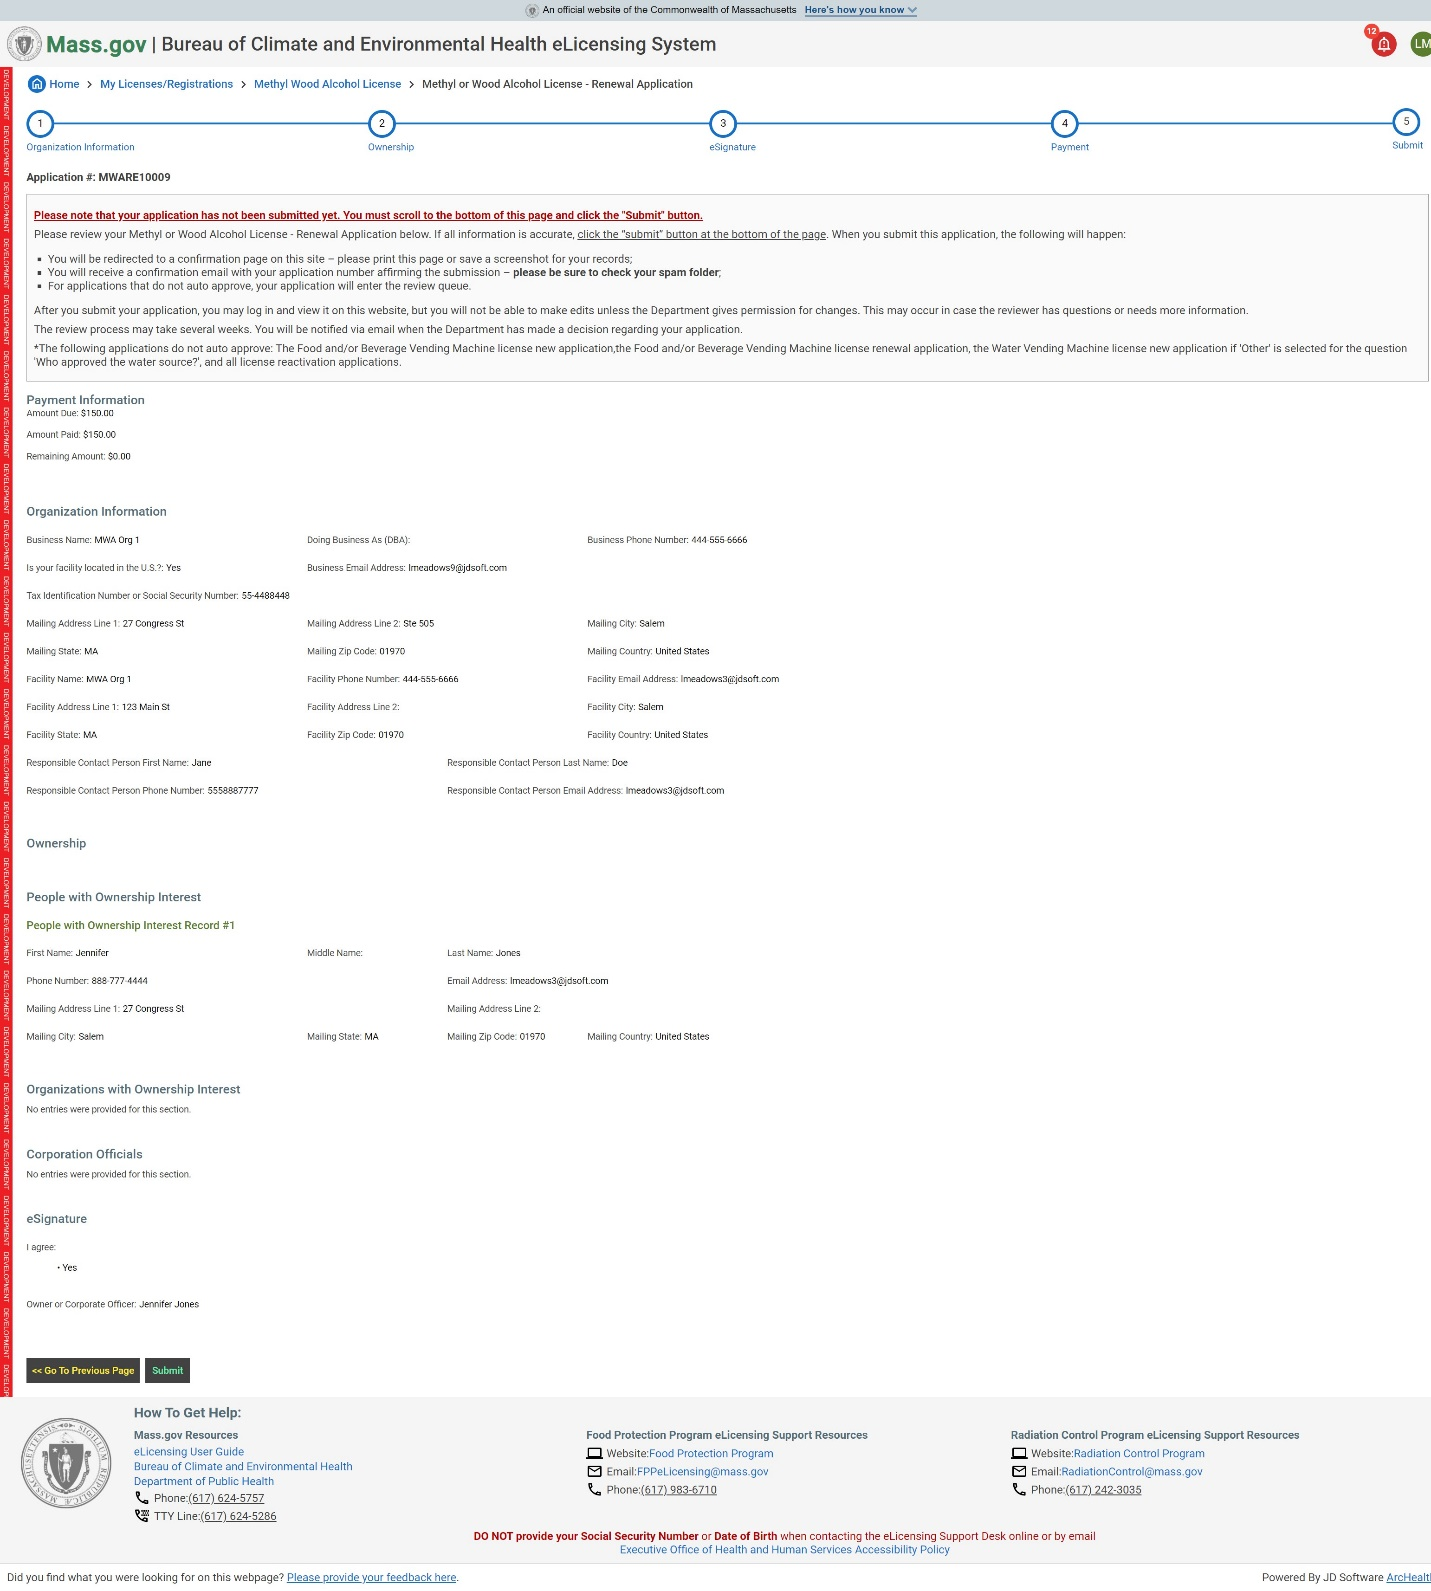 An official website of the Commonwealth of Massachusetts Here's how you know
Mass.gov | Bureau of Climate and Environmental Health eLicensing System
12
LM
Home > My Licenses/Registrations > Methyl Wood Alcohol License > Methyl or Wood Alcohol License - Renewal Application
1 2 3 4 5
Organization Information Ownership eSignature Payment Submit
Application #: MWARE10009
Please note that your application has not been submitted yet. You must scroll to the bottom of this page and click the "Submit" button.
Please review your Methyl or Wood Alcohol License - Renewal Application below. If all information is accurate, click the "submit" button at the bottom of the page. When you submit this application, the following will happen:
▪ You will be redirected to a confirmation page on this site – please print this page or save a screenshot for your records;
▪ You will receive a confirmation email with your application number affirming the submission – please be sure to check your spam folder;
▪ For applications that do not auto approve, your application will enter the review queue.
After you submit your application, you may log in and view it on this website, but you will not be able to make edits unless the Department gives permission for changes. This may occur in case the reviewer has questions or needs more information.
The review process may take several weeks. You will be notified via email when the Department has made a decision regarding your application.
*The following applications do not auto approve: The Food and/or Beverage Vending Machine license new application,the Food and/or Beverage Vending Machine license renewal application, the Water Vending Machine license new application if 'Other' is selected for the question
'Who approved the water source?', and all license reactivation applications.
Payment Information
Amount Due: $150.00
Amount Paid: $150.00
Remaining Amount: $0.00
Organization Information
Business Name: MWA Org 1 Doing Business As (DBA): Business Phone Number: 444-555-6666
Is your facility located in the U.S.?: Yes Business Email Address: lmeadows9@jdsoft.com
Tax Identification Number or Social Security Number: 55-4488448
Mailing Address Line 1: 27 Congress St Mailing Address Line 2: Ste 505 Mailing City: Salem
Mailing State: MA Mailing Zip Code: 01970 Mailing Country: United States
Facility Name: MWA Org 1 Facility Phone Number: 444-555-6666 Facility Email Address: lmeadows3@jdsoft.com
Facility Address Line 1: 123 Main St Facility Address Line 2: Facility City: Salem
Facility State: MA Facility Zip Code: 01970 Facility Country: United States
Responsible Contact Person First Name: Jane Responsible Contact Person Last Name: Doe
Responsible Contact Person Phone Number: 5558887777 Responsible Contact Person Email Address: lmeadows3@jdsoft.com
Ownership
People with Ownership Interest
People with Ownership Interest Record #1
First Name: Jennifer Middle Name: Last Name: Jones
Phone Number: 888-777-4444 Email Address: lmeadows3@jdsoft.com
Mailing Address Line 1: 27 Congress St Mailing Address Line 2:
Mailing City: Salem Mailing State: MA Mailing Zip Code: 01970 Mailing Country: United States
Organizations with Ownership Interest
No entries were provided for this section.
Corporation Officials
No entries were provided for this section.
eSignature
I agree:
• Yes
Owner or Corporate Officer: Jennifer Jones
<< Go To Previous Page Submit
DEVELOPMENT DEVELOPMENT DEVELOPMENT DEVELOPMENT DEVELOPMENT DEVELOPMENT DEVELOPMENT DEVELOPMENT DEVELOPMENT DEVELOPMENT DEVELOPMENT DEVELOPMENT DEVELOPMENT DEVELOPMENT DEVELOPMENT DEVELOPMENT DEVELOPMENT DEVELOPMENT DEVELOPMENT DEVELOPMENT DEVELOPMENT DEVELOPMENT DEVELOPMENT DEVELOP
How To Get Help:
Mass.gov Resources
eLicensing User Guide
Bureau of Climate and Environmental Health
Department of Public Health
Phone:(617) 624-5757
TTY Line:(617) 624-5286
Food Protection Program eLicensing Support Resources
Website:Food Protection Program
Email:FPPeLicensing@mass.gov
Phone:(617) 983-6710
Radiation Control Program eLicensing Support Resources
Website:Radiation Control Program
Email:RadiationControl@mass.gov
Phone:(617) 242-3035
DO NOT provide your Social Security Number or Date of Birth when contacting the eLicensing Support Desk online or by email
Executive Office of Health and Human Services Accessibility Policy
Did you find what you were looking for on this webpage? Please provide your feedback here.
Powered By JD Software ArcHealt